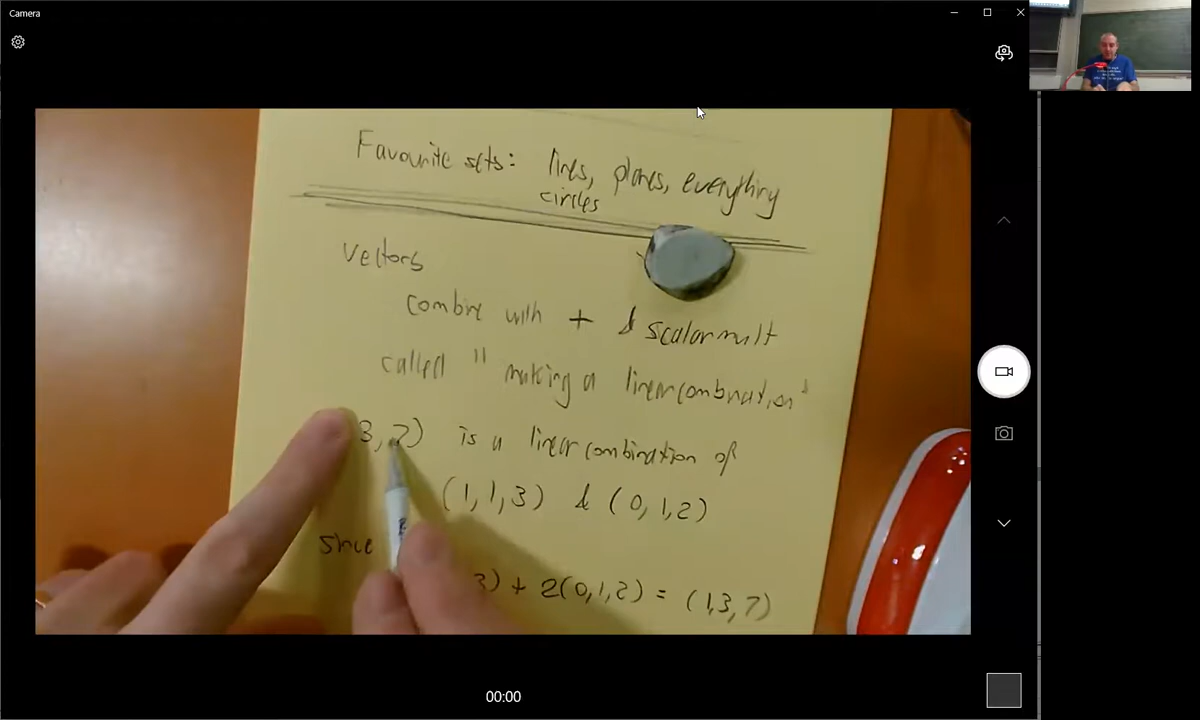 Camera
Favourite sets: lines, planes, everything
circles
vectors
combine with + & scalar mult
called "making a linear combination"
3, 7) is a linear combination of
(1, 1, 3) & (0, 1, 2)
since
3) + 2(0,1,2) = (1,3,7)
00:00